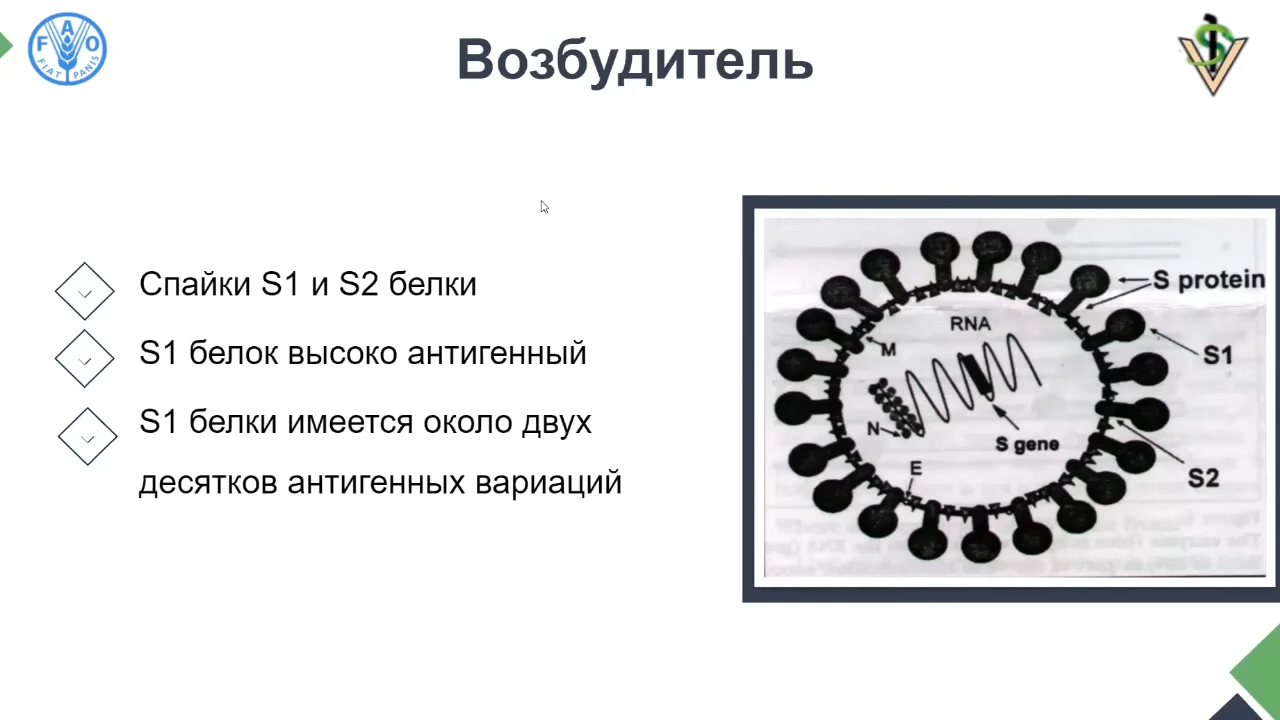 FAO
FIAT PANIS
Возбудитель
Спайки S1 и S2 белки
S1 белок высоко антигенный
S1 белки имеется около двух
десятков антигенных вариаций
S protein
RNA
M
S1
N
S gene
E
S2